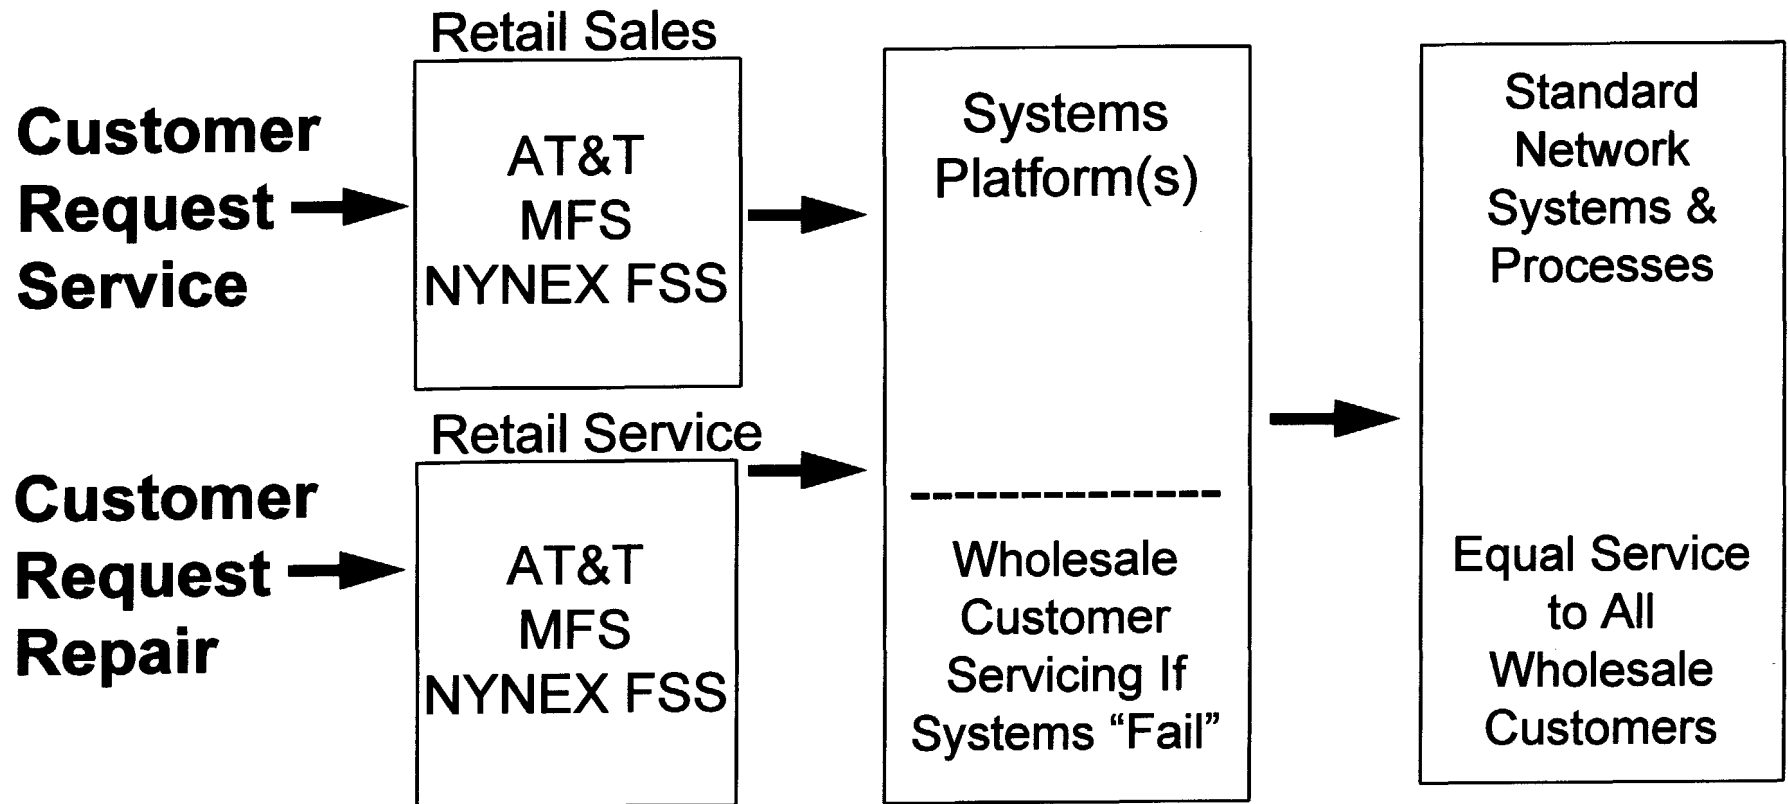 Customer
Request
Service
Retail Sales
AT&T
MFS
NYNEX FSS
Customer
Request
Repair
Retail Service
AT&T
MFS
NYNEX FSS
Systems
Platform(s)
Wholesale
Customer
Servicing If
Systems “Fail”
Standard
Network
Systems &
Processes
Equal Service
to All
Wholesale
Customers